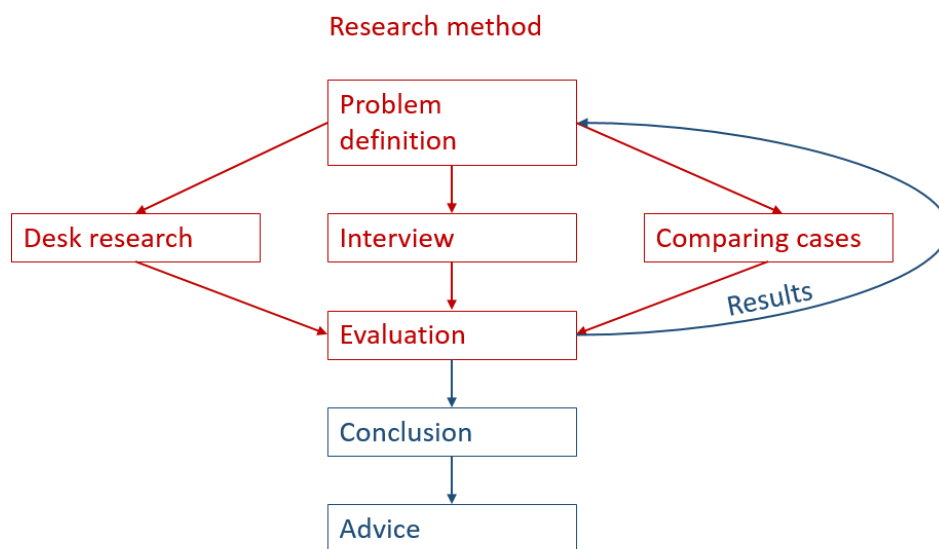 Research method
Problem
definition
Desk research
Interview
Comparing cases
Results
Evaluation
Conclusion
Advice